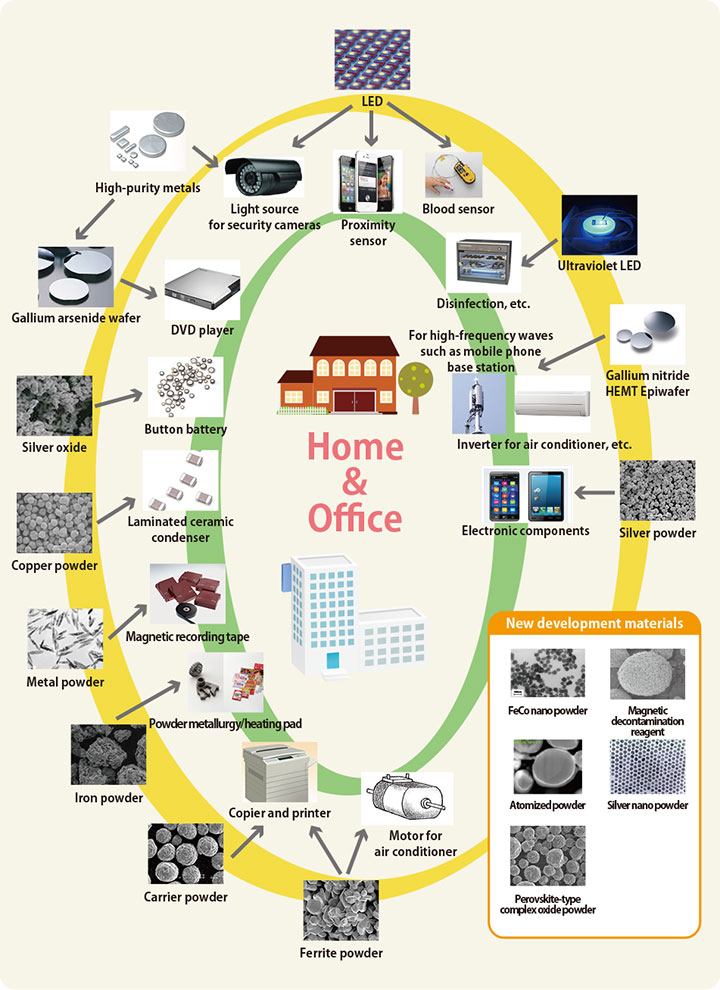 LED
High-purity metals
Light source
for security cameras
Proximity
sensor
Blood sensor
Ultraviolet LED
Gallium arsenide wafer
DVD player
Disinfection, etc.
For high-frequency waves
such as mobile phone
base station
Gallium nitride
HEMT Epiwafer
Silver oxide
Button battery
Inverter for air conditioner, etc.
Home
&
Office
Copper powder
Laminated ceramic
condenser
Electronic components
Silver powder
Metal powder
Magnetic recording tape
Iron powder
Powder metallurgy/heating pad
Copier and printer
Motor for
air conditioner
Carrier powder
Ferrite powder
New development materials
FeCo nano powder
Magnetic
decontamination
reagent
Atomized powder
Silver nano powder
Perovskite-type
complex oxide powder